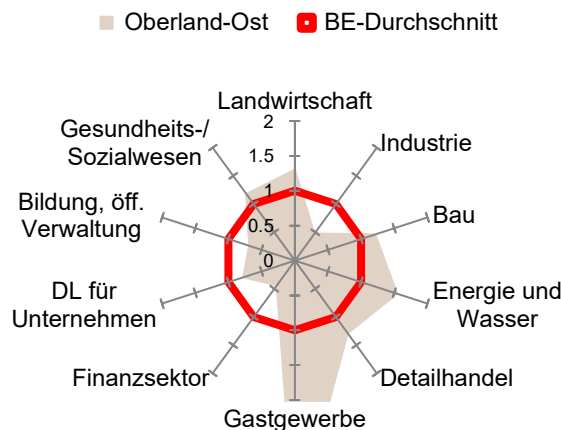 Oberland-Ost
BE-Durchschnitt
Landwirtschaft
Gesundheits-/
Sozialwesen
Industrie
Bildung, öff.
Verwaltung
Bau
2
1.5
1
0.5
0
DL für
Unternehmen
Energie und
Wasser
Finanzsektor
Detailhandel
Gastgewerbe